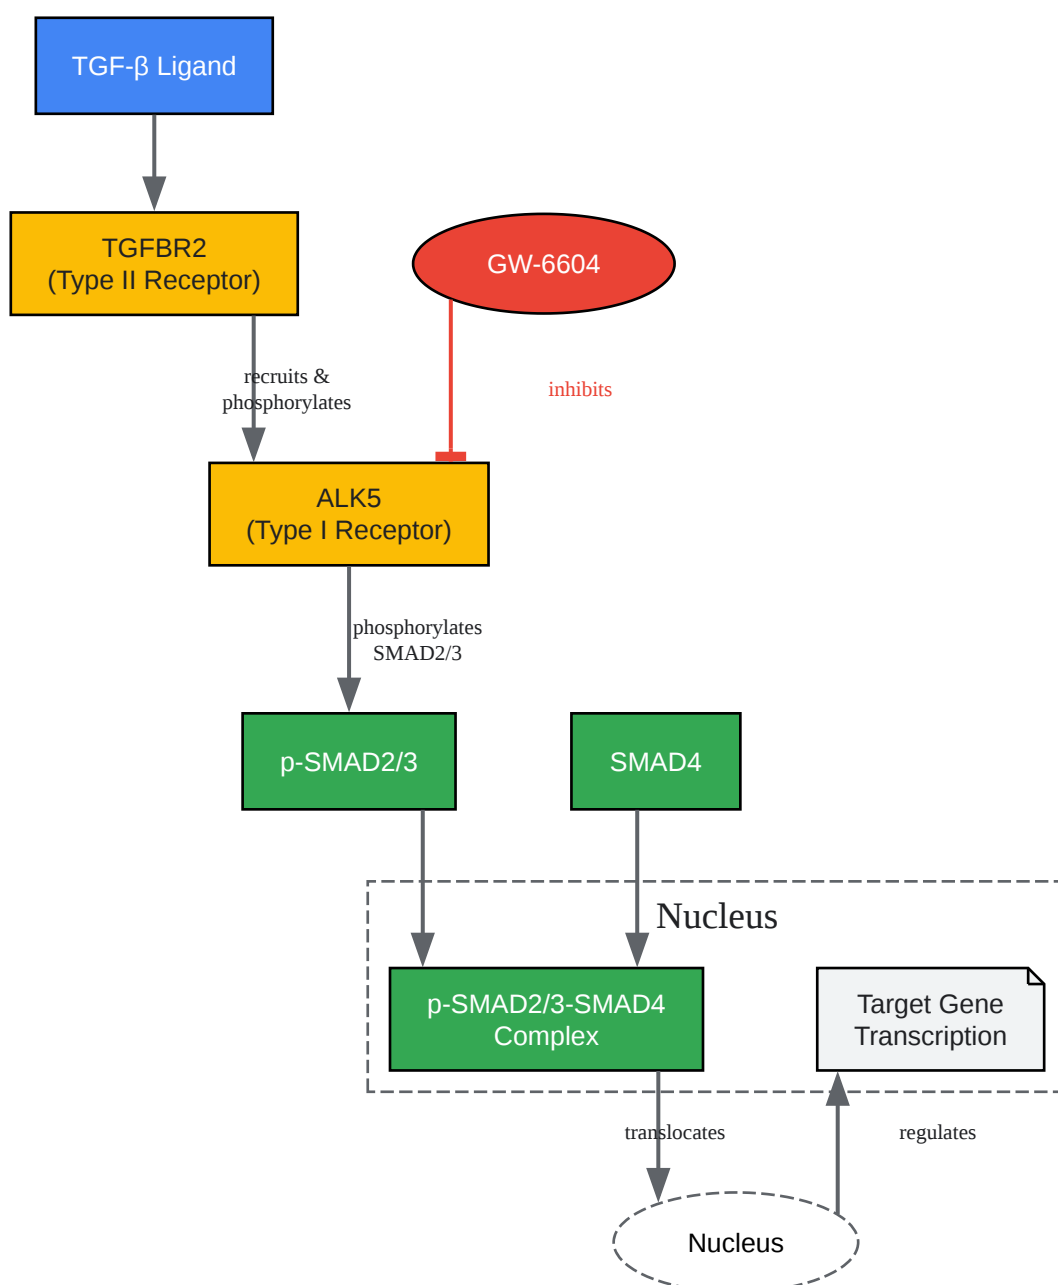 TGF-β Ligand
TGFBR2
(Type II Receptor)
GW-6604
recruits &
phosphorylates
inhibits
ALK5
(Type I Receptor)
phosphorylates
SMAD2/3
p-SMAD2/3
SMAD4
Nucleus
p-SMAD2/3-SMAD4
Complex
Target Gene
Transcription
translocates
regulates
Nucleus